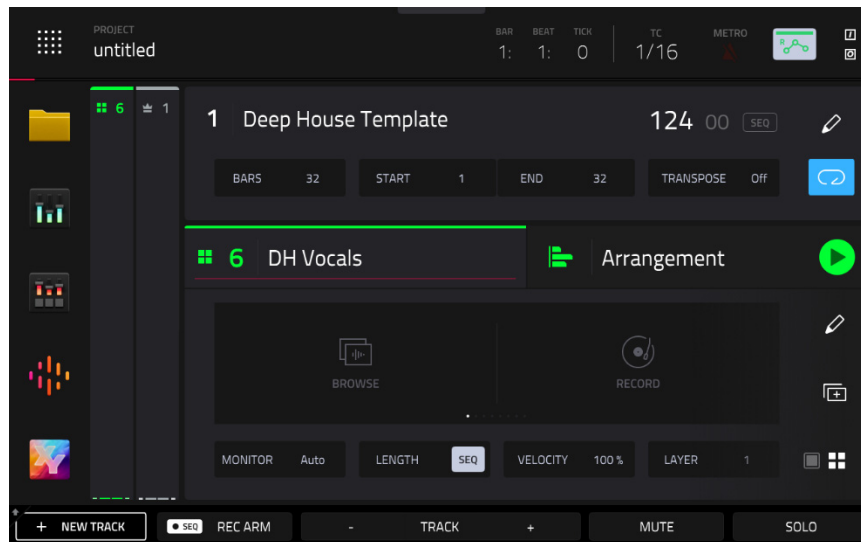 PROJECT
untitled
BAR BEAT TICK
1: 1: 0
TC
1/16
METRO
6
1
1 Deep House Template
124 00 SEQ
BARS 32
START 1
END 32
TRANSPOSE Off
6 DH Vocals
Arrangement
BROWSE
RECORD
MONITOR Auto
LENGTH SEQ
VELOCITY 100 %
LAYER 1
+ NEW TRACK
SEQ REC ARM
- TRACK +
MUTE
SOLO